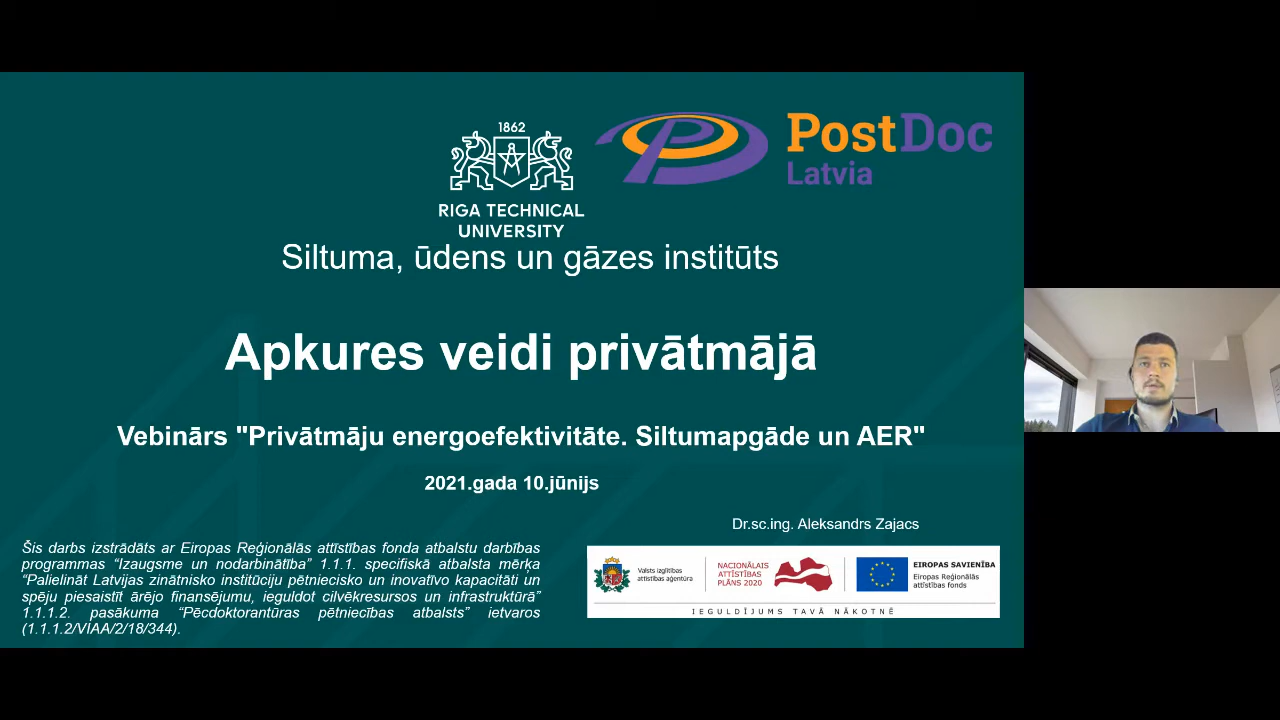 1862
RIGA TECHNICAL
UNIVERSITY
PostDoc
Latvia
Siltuma, ūdens un gāzes institūts
Apkures veidi privātmājā
Vebinārs "Privātmāju energoefektivitāte. Siltumapgāde un AER"
2021.gada 10.jūnijs
Dr.sc.ing. Aleksandrs Zajacs
Šis darbs izstrādāts ar Eiropas Reģionālās attīstības fonda atbalstu darbības
programmas “Izaugsme un nodarbinātība” 1.1.1. specifiskā atbalsta mērķa
“Palielināt Latvijas zinātnisko institūciju pētniecisko un inovatīvo kapacitāti un
spēju piesaistīt ārējo finansējumu, ieguldot cilvēkresursos un infrastruktūrā”
1.1.1.2. pasākuma “Pēcdoktorantūras pētniecības atbalsts” ietvaros
(1.1.1.2/VIAA/2/18/344).
Valsts izglītības
attīstības aģentūra
NACIONĀLAIS
ATTĪSTĪBAS
PLĀNS 2020
EIROPAS SAVIENĪBA
Eiropas Reģionālās
attīstības fonds
IEGULDĪJUMS TAVĀ NĀKOTNĒ